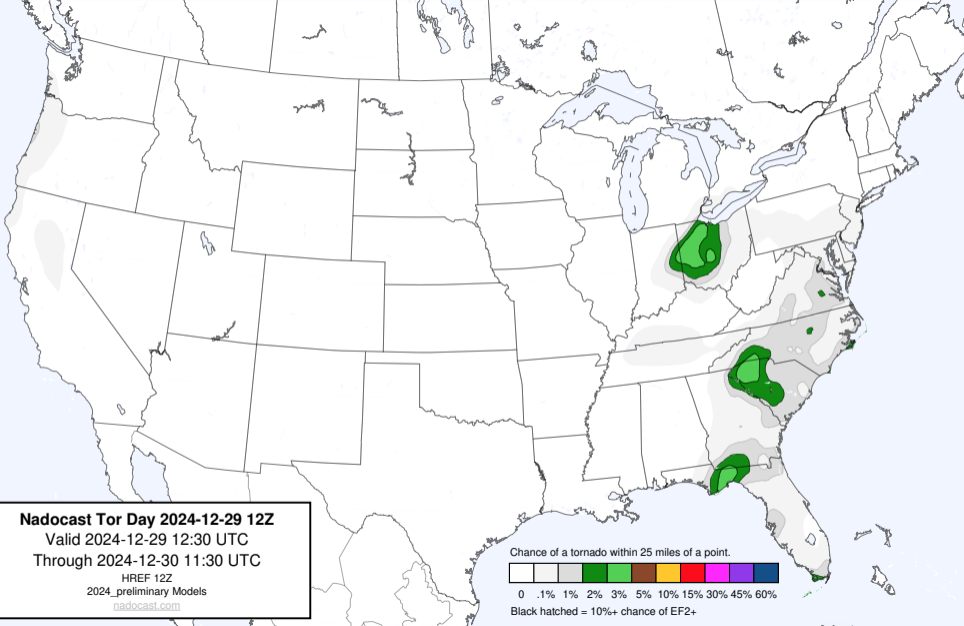 Nadocast Tor Day 2024-12-29 12Z
Valid 2024-12-29 12:30 UTC
Through 2024-12-30 11:30 UTC
HREF 12Z
2024_preliminary Models
nadocast.com
Chance of a tornado within 25 miles of a point.
0 .1% 1% 2% 3% 5% 10% 15% 30% 45% 60%
Black hatched = 10%+ chance of EF2+